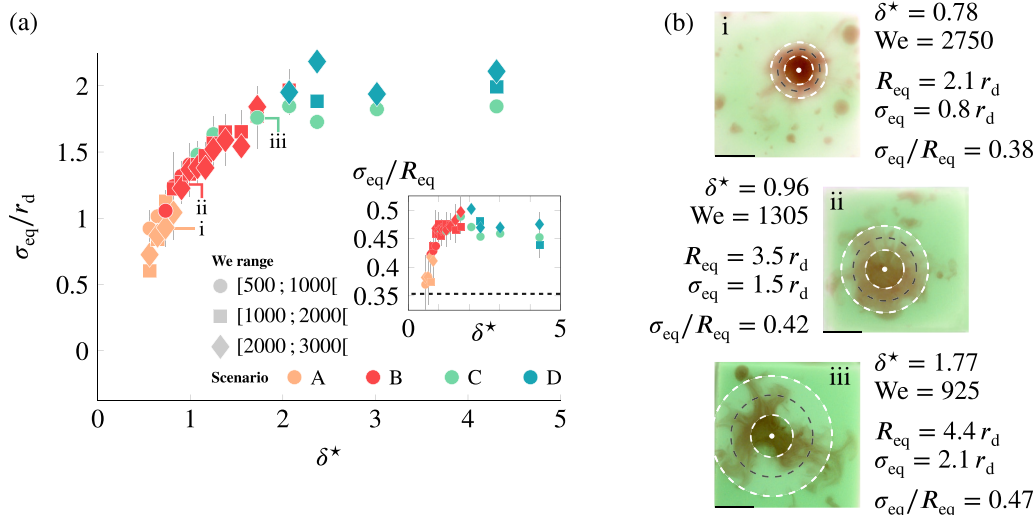 (a)
σeq/rd
2
1.5
1
0.5
0
0
1
2
3
4
5
δ⋆
i
ii
iii
We range
[500 ; 1000[
[1000 ; 2000[
[2000 ; 3000[
Scenario
A
B
C
D
σeq/Req
0.5
0.45
0.4
0.35
0
δ⋆
5
(b)
i
δ⋆ = 0.78
We = 2750
Req = 2.1 rd
σeq = 0.8 rd
σeq/Req = 0.38
δ⋆ = 0.96
We = 1305
Req = 3.5 rd
σeq = 1.5 rd
σeq/Req = 0.42
ii
iii
δ⋆ = 1.77
We = 925
Req = 4.4 rd
σeq = 2.1 rd
σeq/Req = 0.47